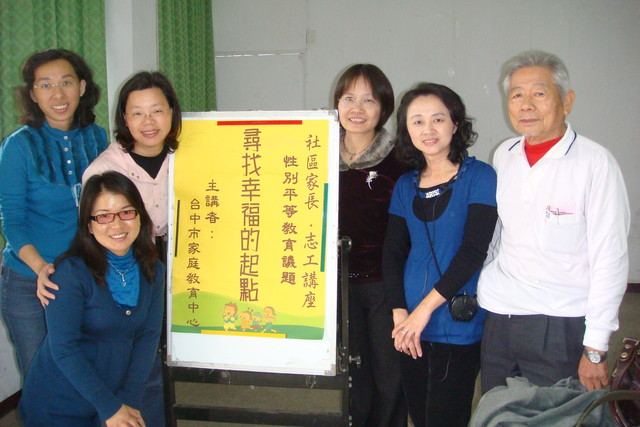 社區家長．志工講座
性別平等教育議題
尋找幸福的起點
主講者：
台中市家庭教育中心